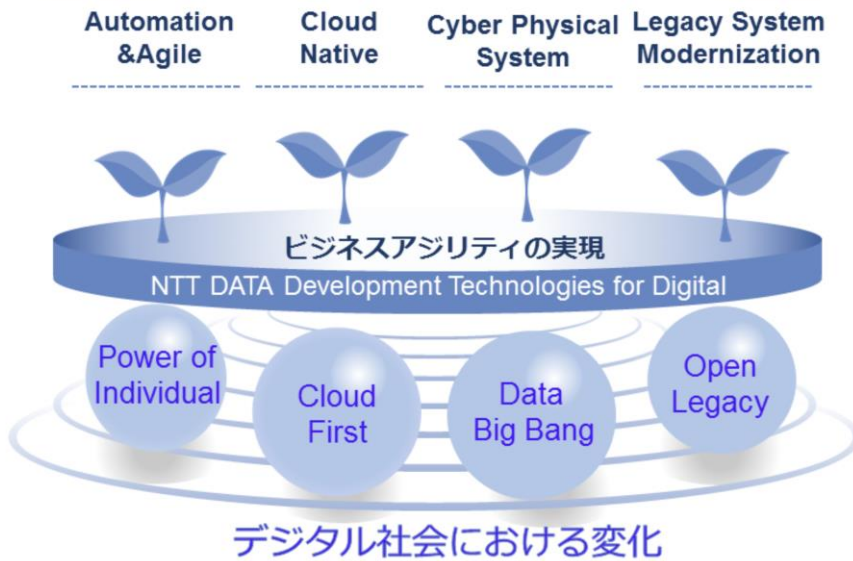 Automation
&Agile
Cloud
Native
Cyber Physical
System
Legacy System
Modernization
ビジネスアジリティの実現
NTT DATA Development Technologies for Digital
Power of
Individual
Cloud
First
Data
Big Bang
Open
Legacy
デジタル社会における変化